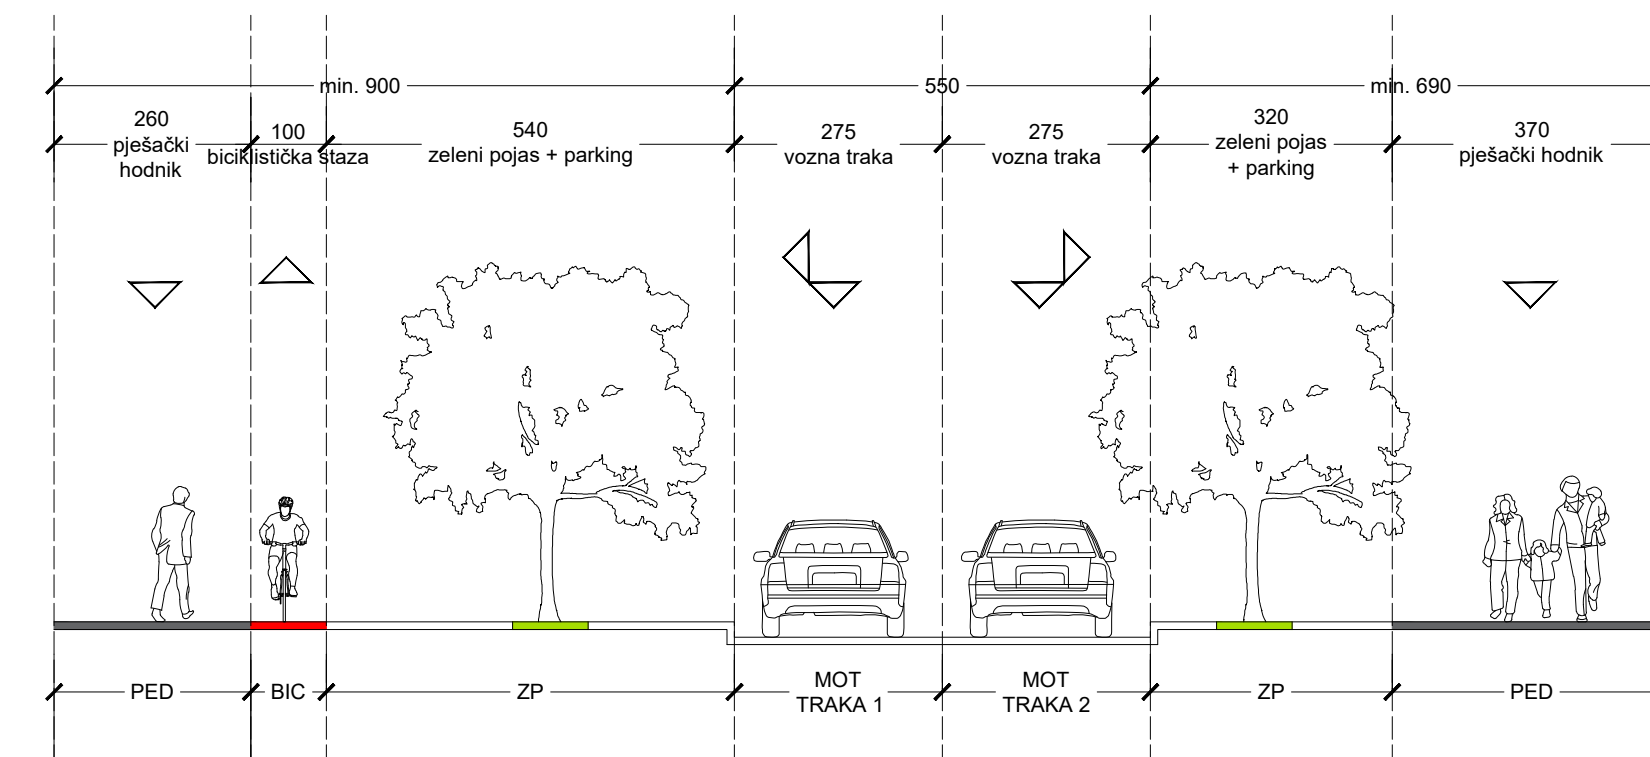 min. 900
550
min. 690
260
pješački
hodnik
100
biciklistička staza
540
zeleni pojas + parking
275
vozna traka
275
vozna traka
320
zeleni pojas
+ parking
370
pješački hodnik
PED
BIC
ZP
MOT
TRAKA 1
MOT
TRAKA 2
ZP
PED